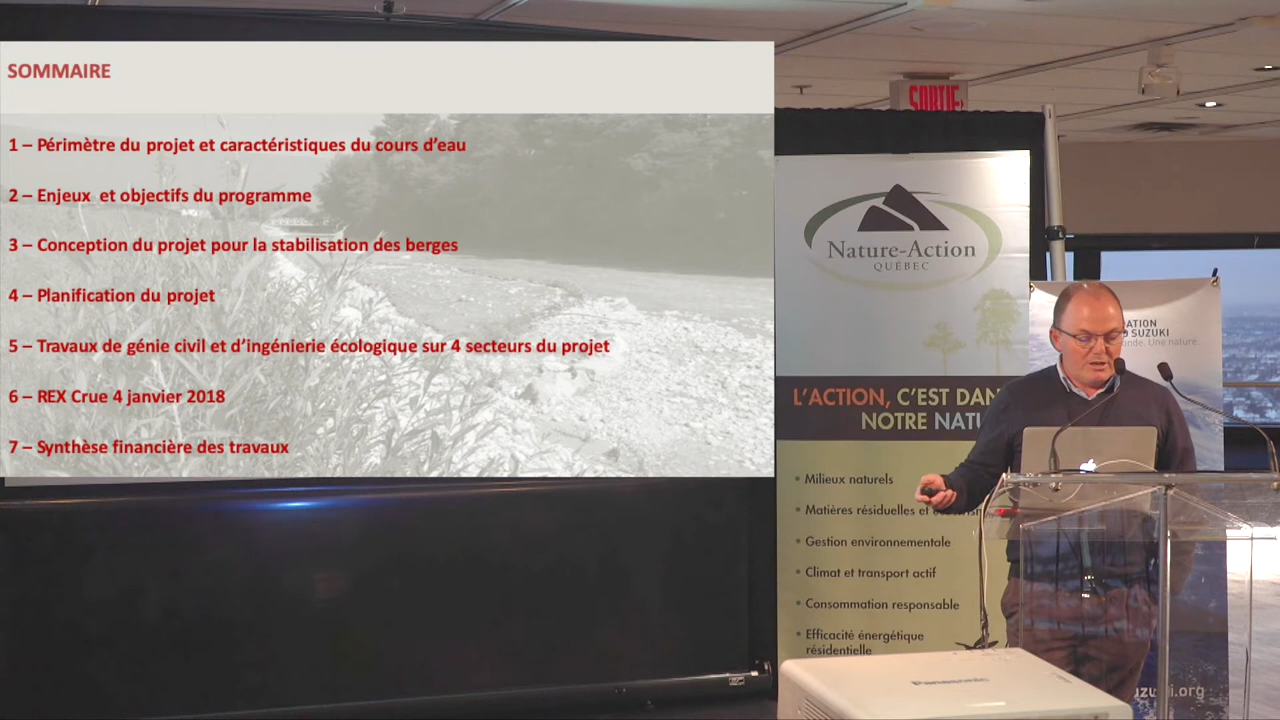 SOMMAIRE
1 – Périmètre du projet et caractéristiques du cours d'eau
2 – Enjeux et objectifs du programme
3 – Conception du projet pour la stabilisation des berges
4 – Planification du projet
5 – Travaux de génie civil et d'ingénierie écologique sur 4 secteurs du projet
6 – REX Crue 4 janvier 2018
7 – Synthèse financière des travaux
SORTIE
Nature-Action
QUÉBEC
L'ACTION, C'EST DAN
NOTRE NATU
• Milieux naturels
• Matières résiduelles et
• Gestion environnementale
• Climat et transport actif
• Consommation responsable
• Efficacité énergétique
résidentielle
ATION
SUZUKI
onde. Une nature.
Panasonic
.org